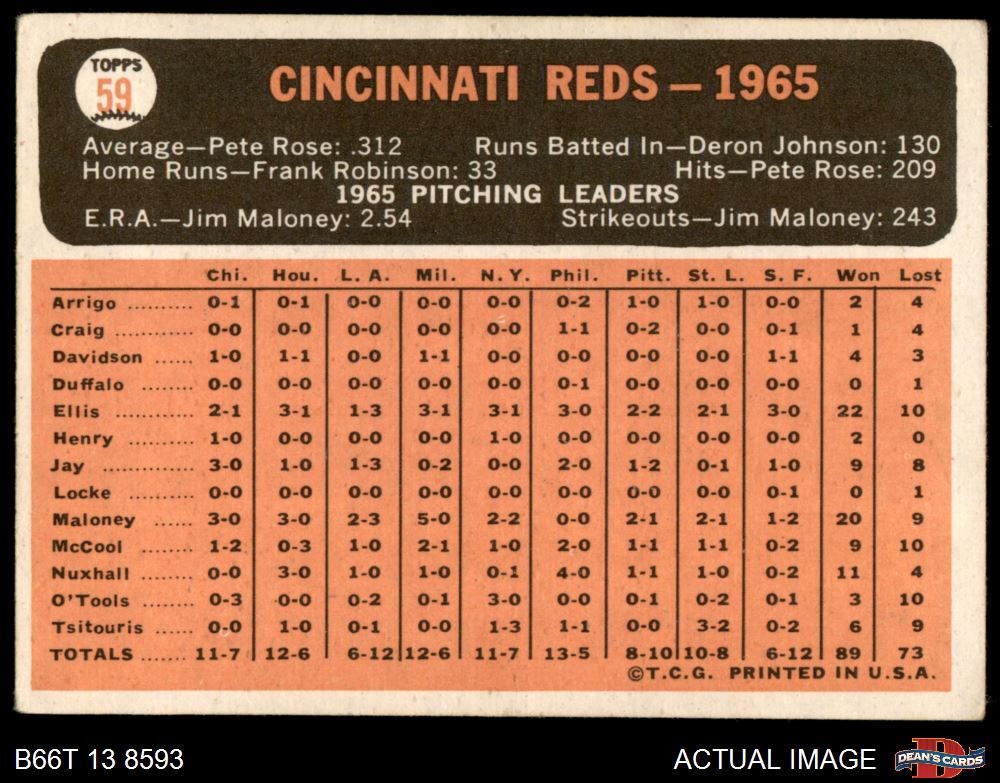 TOPPS
59
CINCINNATI REDS – 1965
Average—Pete Rose: .312 Runs Batted In—Deron Johnson: 130
Home Runs—Frank Robinson: 33 Hits—Pete Rose: 209
1965 PITCHING LEADERS
E.R.A.—Jim Maloney: 2.54 Strikeouts—Jim Maloney: 243
Chi. Hou. L. A. Mil. N. Y. Phil. Pitt. St. L. S. F. Won Lost
Arrigo .......... 0-1 0-1 0-0 0-0 0-0 0-2 1-0 1-0 0-0 2 4
Craig ............ 0-0 0-0 0-0 0-0 0-0 1-1 0-2 0-0 0-1 1 4
Davidson ...... 1-0 1-1 0-0 1-1 0-0 0-0 0-0 0-0 1-1 4 3
Duffalo ........ 0-0 0-0 0-0 0-0 0-0 0-1 0-0 0-0 0-0 0 1
Ellis ............ 2-1 3-1 1-3 3-1 3-1 3-0 2-2 2-1 3-0 22 10
Henry .......... 1-0 0-0 0-0 0-0 1-0 0-0 0-0 0-0 0-0 2 0
Jay .............. 3-0 1-0 1-3 0-2 0-0 2-0 1-2 0-1 1-0 9 8
Locke .......... 0-0 0-0 0-0 0-0 0-0 0-0 0-0 0-0 0-1 0 1
Maloney ...... 3-0 3-0 2-3 5-0 2-2 0-0 2-1 2-1 1-2 20 9
McCool ........ 1-2 0-3 1-0 2-1 1-0 2-0 1-1 1-1 0-2 9 10
Nuxhall ........ 0-0 3-0 1-0 1-0 0-1 4-0 1-1 1-0 0-2 11 4
O'Tools ........ 0-3 0-0 0-2 0-1 3-0 0-0 0-1 0-2 0-1 3 10
Tsitouris ...... 0-0 1-0 0-1 0-0 1-3 1-1 0-0 3-2 0-2 6 9
TOTALS ....... 11-7 12-6 6-12 12-6 11-7 13-5 8-10 10-8 6-12 89 73
©T.C.G. PRINTED IN U.S.A.
B66T 13 8593 ACTUAL IMAGE DEAN'S CARDS